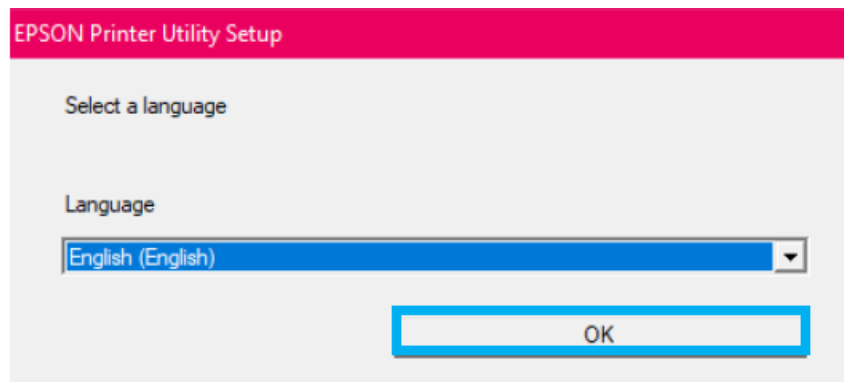 EPSON Printer Utility Setup
Select a language
Language
English (English)
OK